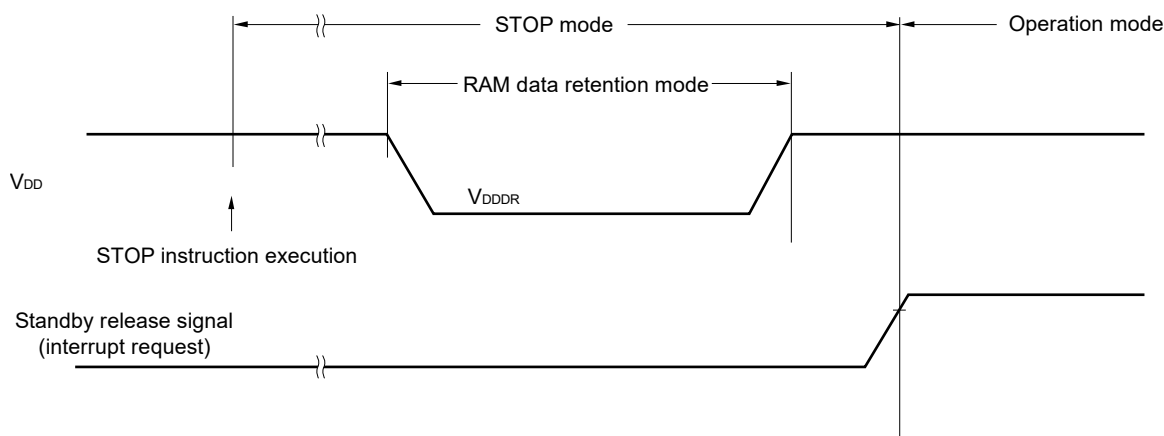 STOP mode
Operation mode
RAM data retention mode
VDD
VDDDR
STOP instruction execution
Standby release signal
(interrupt request)